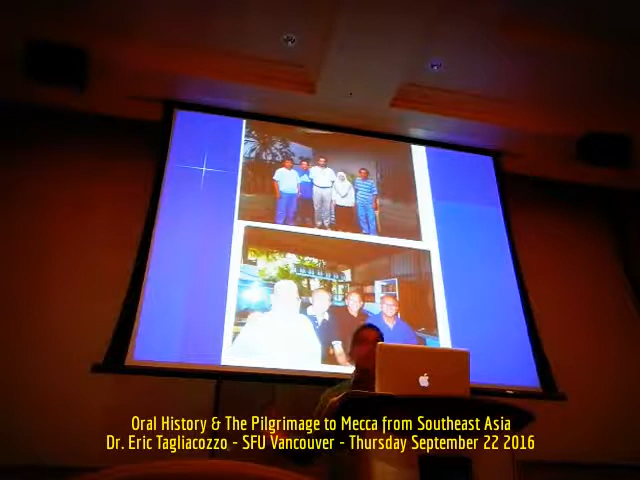 Oral History & The Pilgrimage to Mecca from Southeast Asia
Dr. Eric Tagliacozzo - SFU Vancouver - Thursday September 22 2016